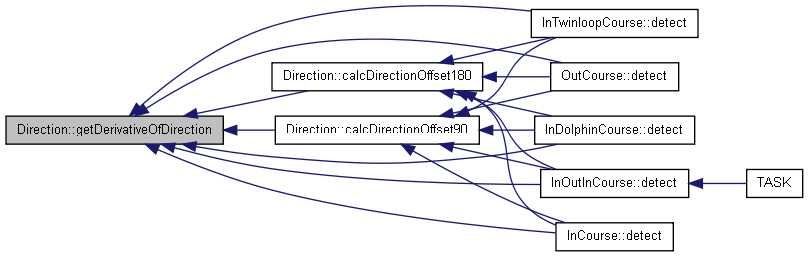 InTwinloopCourse::detect
Direction::calcDirectionOffset180
OutCourse::detect
Direction::getDerivativeOfDirection
Direction::calcDirectionOffset90
InDolphinCourse::detect
InOutInCourse::detect
TASK
InCourse::detect